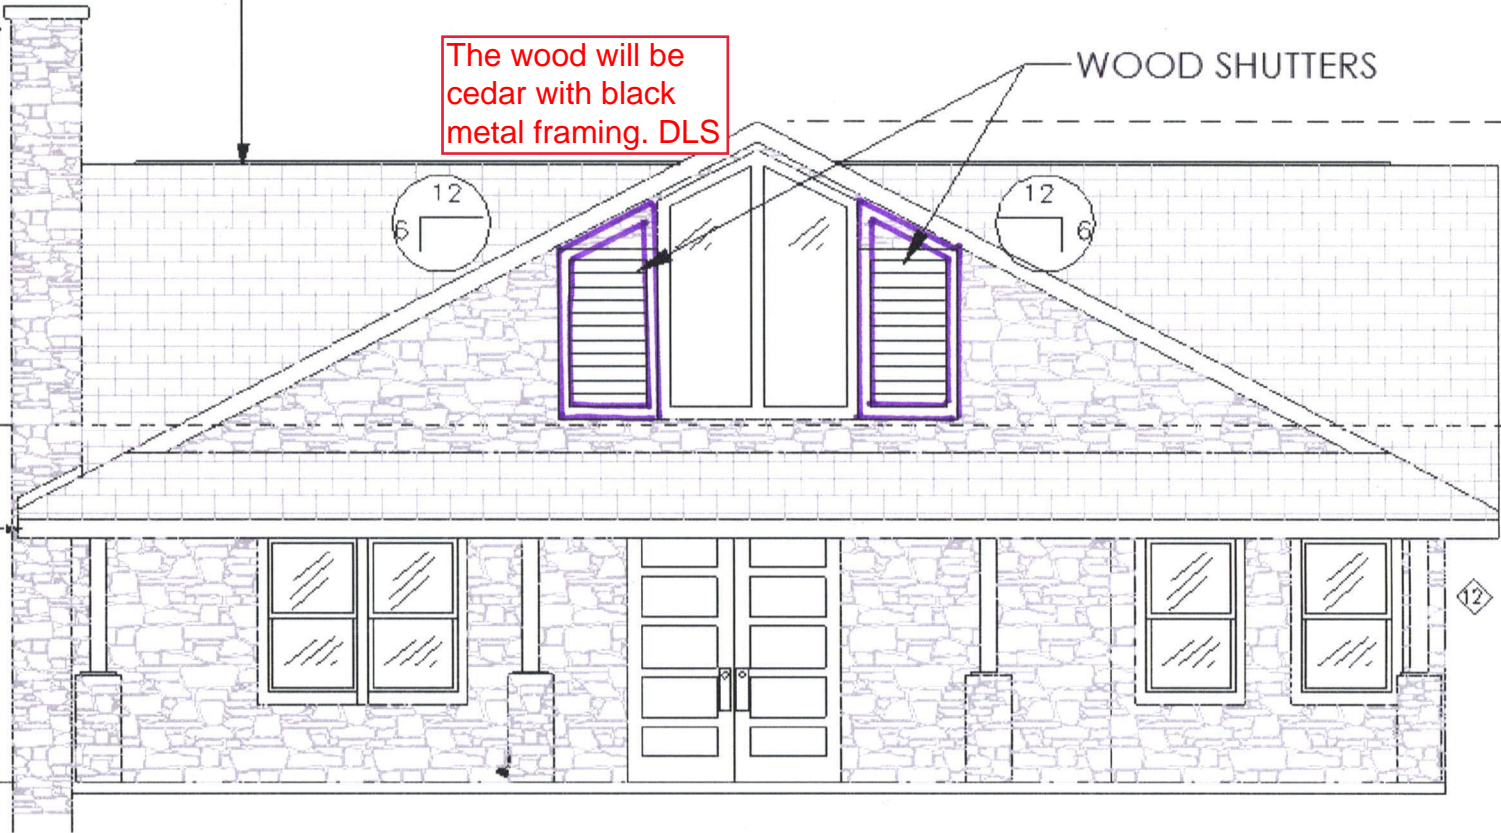 The wood will be
cedar with black
metal framing. DLS
WOOD SHUTTERS
12
6
12
6
12